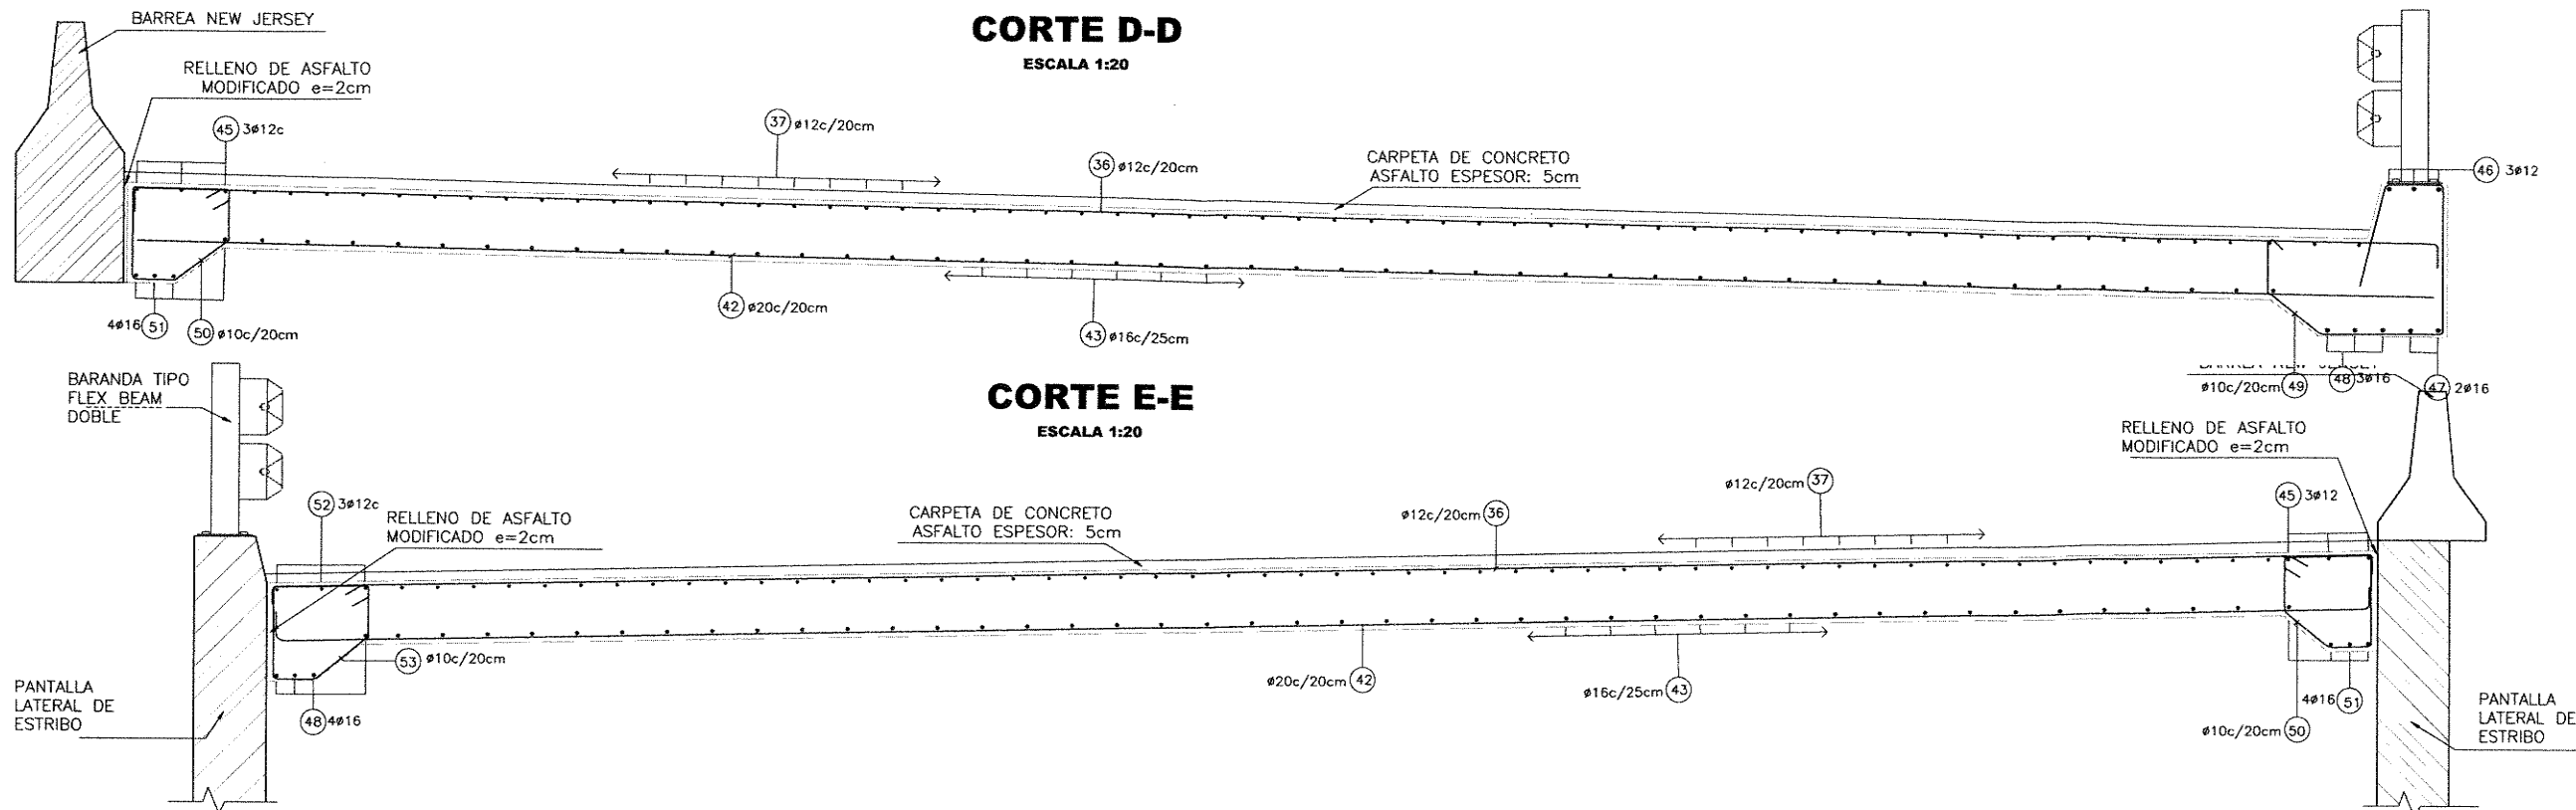 BARREA NEW JERSEY
CORTE D-D
ESCALA 1:20
RELLENO DE ASFALTO
MODIFICADO e=2cm
45 3ø12c
37 ø12c/20cm
36 ø12c/20cm
CARPETA DE CONCRETO
ASFALTO ESPESOR: 5cm
46 3ø12
4ø16 51
50 ø10c/20cm
42 ø20c/20cm
43 ø16c/25cm
BARREA NEW JERSEY
ø10c/20cm 49
48 3ø16
47 2ø16
BARANDA TIPO
FLEX BEAM
DOBLE
CORTE E-E
ESCALA 1:20
RELLENO DE ASFALTO
MODIFICADO e=2cm
52 3ø12c
RELLENO DE ASFALTO
MODIFICADO e=2cm
CARPETA DE CONCRETO
ASFALTO ESPESOR: 5cm
ø12c/20cm 36
ø12c/20cm 37
45 3ø12
53 ø10c/20cm
48 4ø16
ø20c/20cm 42
ø16c/25cm 43
4ø16 51
ø10c/20cm 50
PANTALLA
LATERAL DE
ESTRIBO
PANTALLA
LATERAL DE
ESTRIBO